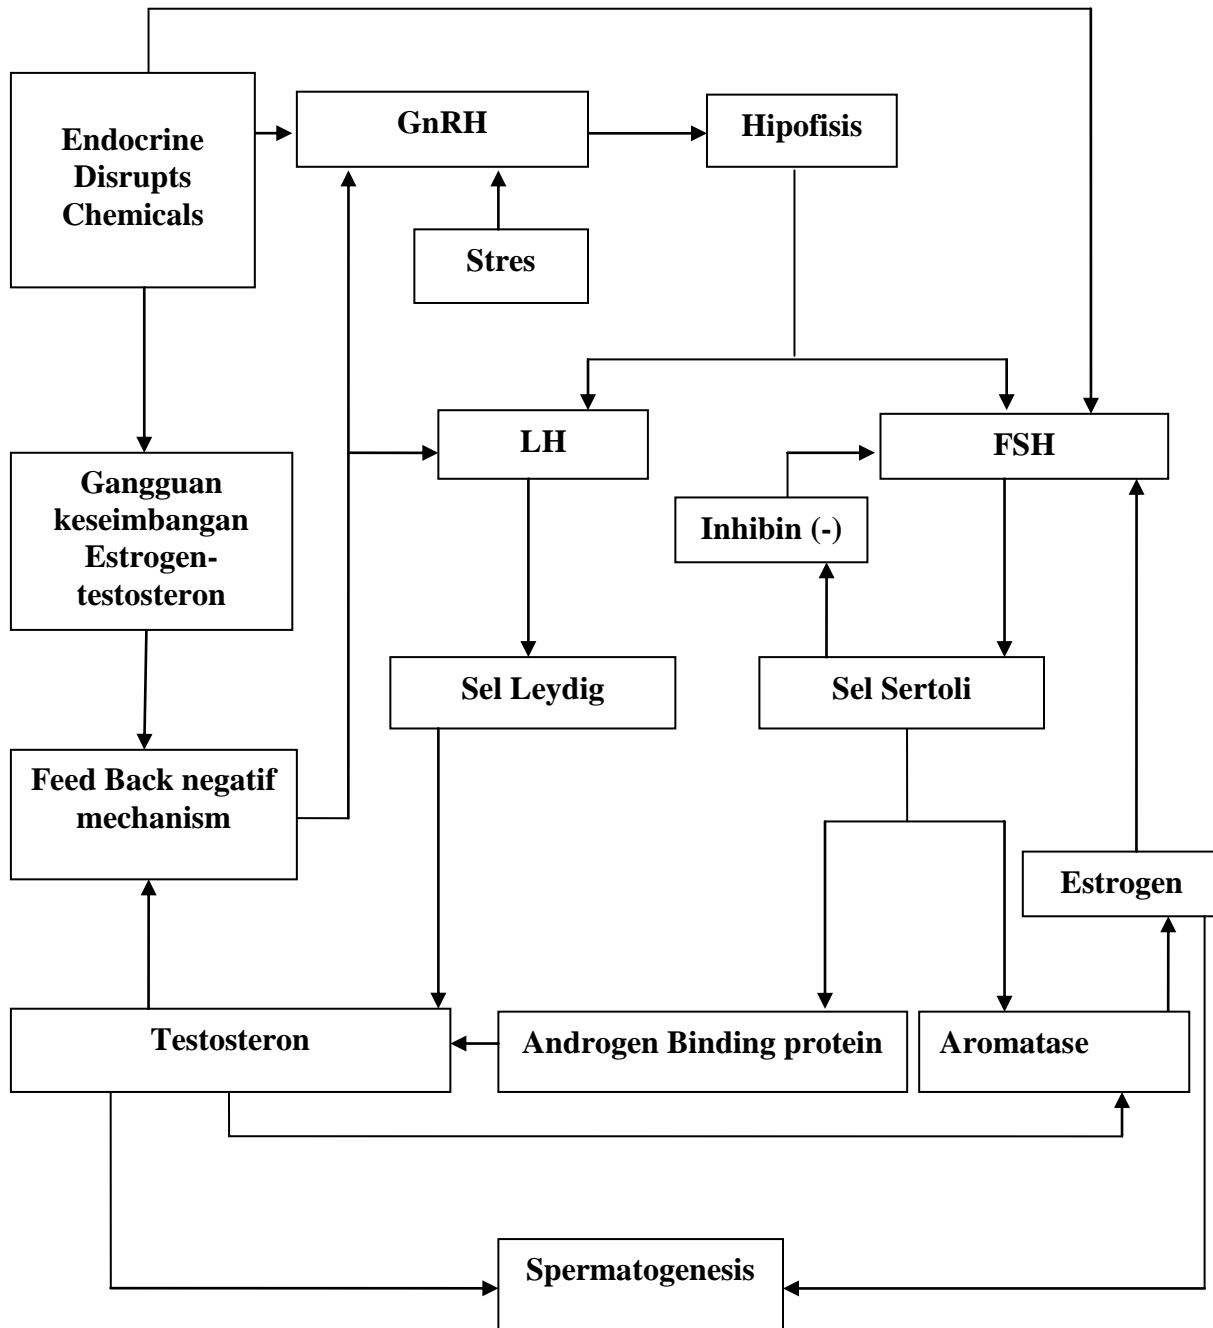 GnRH
Hipofisis
Endocrine
Disrupts
Chemicals
Stres
LH
FSH
Gangguan
keseimbangan
Estrogen-
testosteron
Inhibin (-)
Sel Leydig
Sel Sertoli
Feed Back negatif
mechanism
Estrogen
Testosteron
Androgen Binding protein
Aromatase
Spermatogenesis